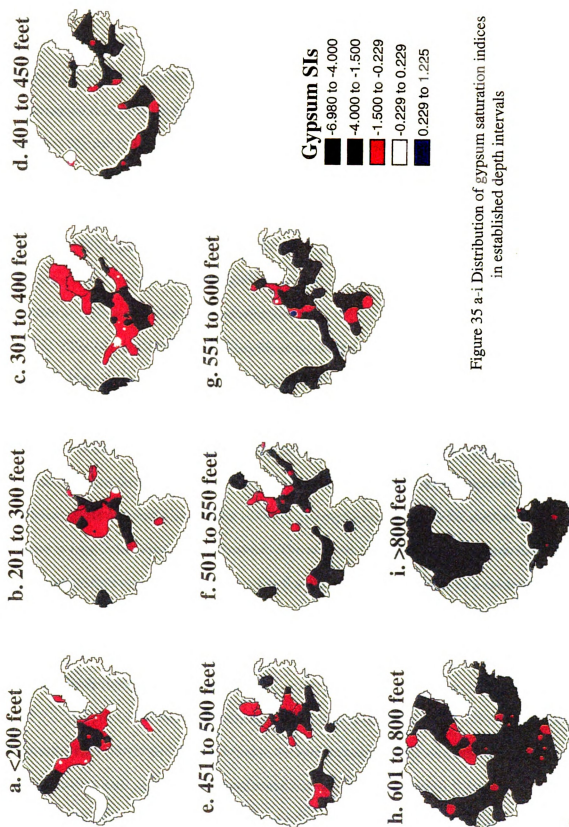 a. <200 feet
b. 201 to 300 feet
c. 301 to 400 feet
d. 401 to 450 feet
e. 451 to 500 feet
f. 501 to 550 feet
g. 551 to 600 feet
h. 601 to 800 feet
i. >800 feet
Gypsum SIs
-6.980 to -4.000
-4.000 to -1.500
-1.500 to -0.229
-0.229 to 0.229
0.229 to 1.225
Figure 35 a-i Distribution of gypsum saturation indices
in established depth intervals